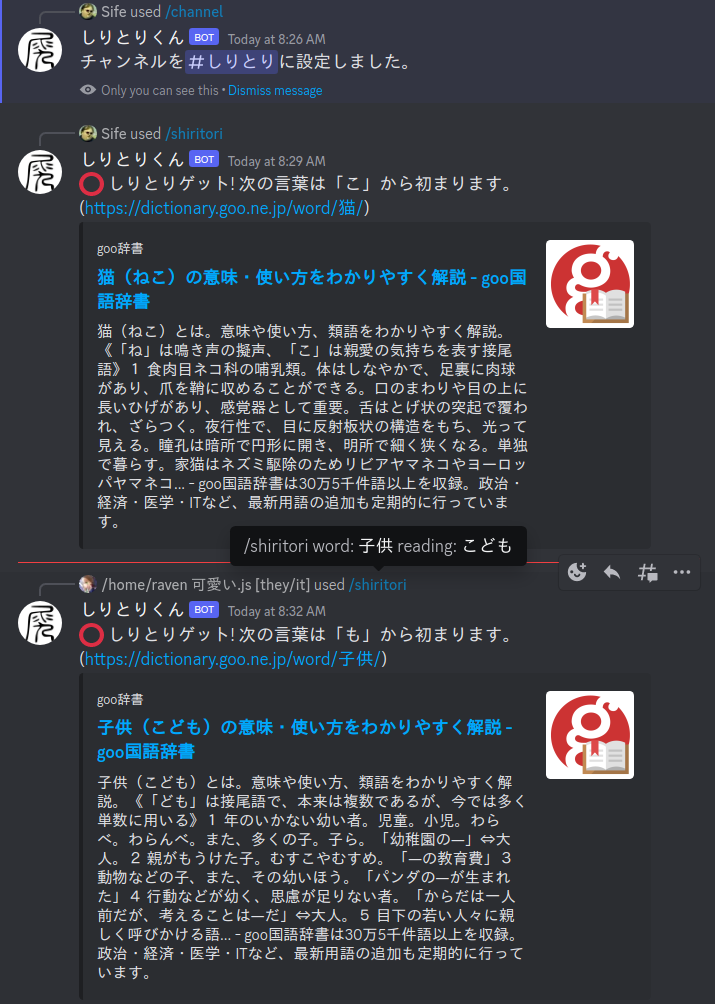 Sife used /channel
しりとりくん BOT Today at 8:26 AM
チャンネルを#しりとりに設定しました。
Only you can see this • Dismiss message
Sife used /shiritori
しりとりくん BOT Today at 8:29 AM
⭕ しりとりゲット! 次の言葉は「こ」から初まります。
(https://dictionary.goo.ne.jp/word/猫/)
goo辞書
猫（ねこ）の意味・使い方をわかりやすく解説 - goo国
語辞書
猫（ねこ）とは。意味や使い方、類語をわかりやすく解説。
《「ね」は鳴き声の擬声、「こ」は親愛の気持ちを表す接尾
語》1 食肉目ネコ科の哺乳類。体はしなやかで、足裏に肉球
があり、爪を鞘に収めることができる。口のまわりや目の上に
長いひげがあり、感覚器として重要。舌はとげ状の突起で覆わ
れ、ざらつく。夜行性で、目に反射板状の構造をもち、光って
見える。瞳孔は暗所で円形に開き、明所で細く狭くなる。単独
で暮らす。家猫はネズミ駆除のためリビアヤマネコやヨーロッ
パヤマネコ... - goo国語辞書は30万5千件語以上を収録。政治・
経済・医学・ITなど、最新用語の追加も定期的に行っていま
す。
/shiritori word: 子供 reading: こども
/home/raven 可愛い.js [they/it] used /shiritori
しりとりくん BOT Today at 8:32 AM
⭕ しりとりゲット! 次の言葉は「も」から初まります。
(https://dictionary.goo.ne.jp/word/子供/)
goo辞書
子供（こども）の意味・使い方をわかりやすく解説 -
goo国語辞書
子供（こども）とは。意味や使い方、類語をわかりやすく解
説。《「ども」は接尾語で、本来は複数であるが、今では多く
単数に用いる》1 年のいかない幼い者。児童。小児。わら
べ。わらんべ。また、多くの子。子ら。「幼稚園の―」⇔大
人。2 親がもうけた子。むすこやむすめ。「―の教育費」3
動物などの子、また、その幼いほう。「パンダの―が生まれ
た」4 行動などが幼く、思慮が足りない者。「からだは一人
前だが、考えることは―だ」⇔大人。5 目下の若い人々に親
しく呼びかける語... - goo国語辞書は30万5千件語以上を収録。
政治・経済・医学・ITなど、最新用語の追加も定期的に行って
います。